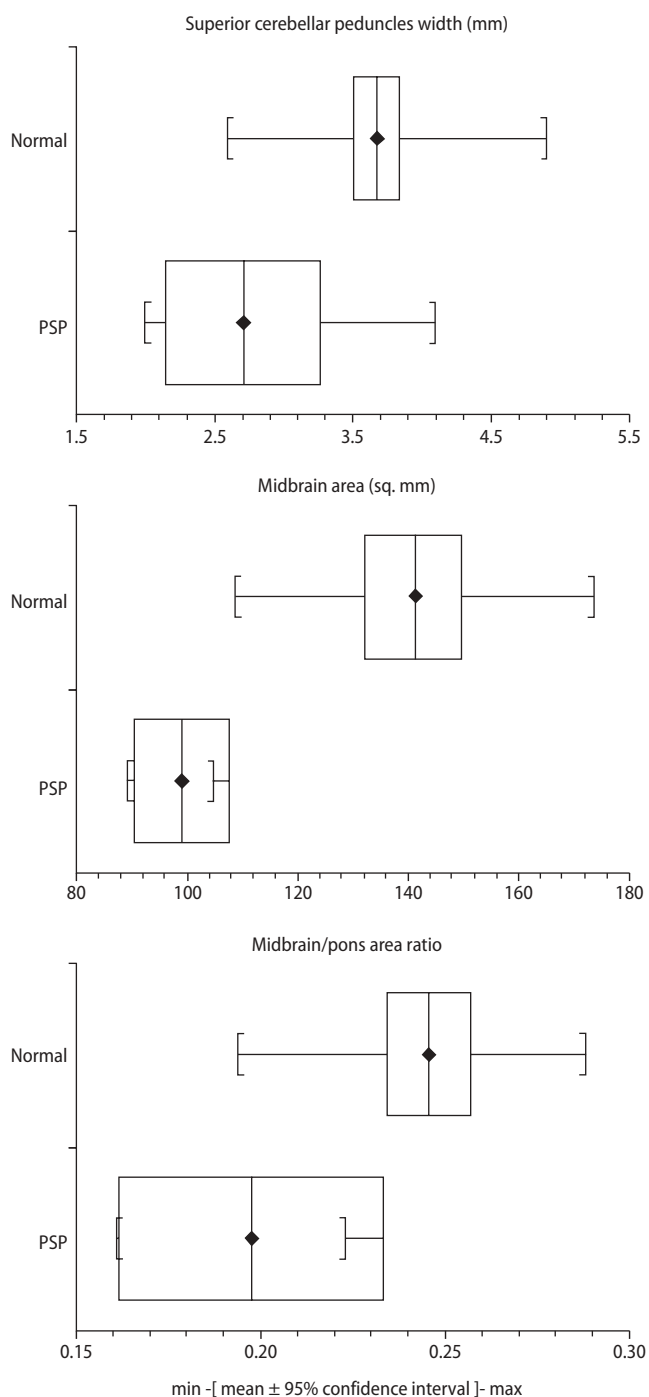 Superior cerebellar peduncles width (mm)
Normal
PSP
1.5 2.5 3.5 4.5 5.5
Midbrain area (sq. mm)
Normal
PSP
80 100 120 140 160 180
Midbrain/pons area ratio
Normal
PSP
0.15 0.20 0.25 0.30
min -[ mean ± 95% confidence interval ]- max